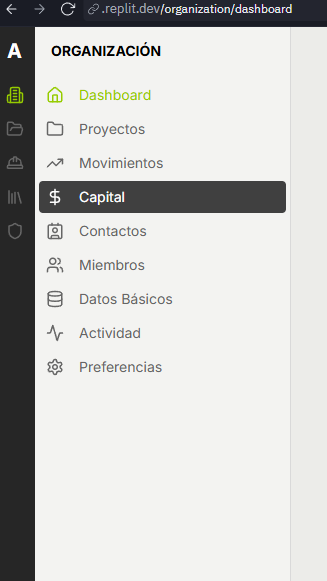 .replit.dev/organization/dashboard
A
ORGANIZACIÓN
Dashboard
Proyectos
Movimientos
Capital
Contactos
Miembros
Datos Básicos
Actividad
Preferencias